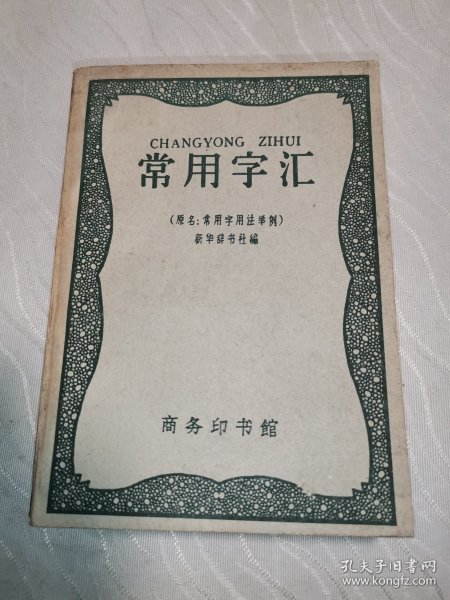 CHANGYONG ZIHUI
常用字汇
(原名:常用字用法举例)
新华辞书社編
商务印书館
孔夫子旧书网
www.kongfz.com